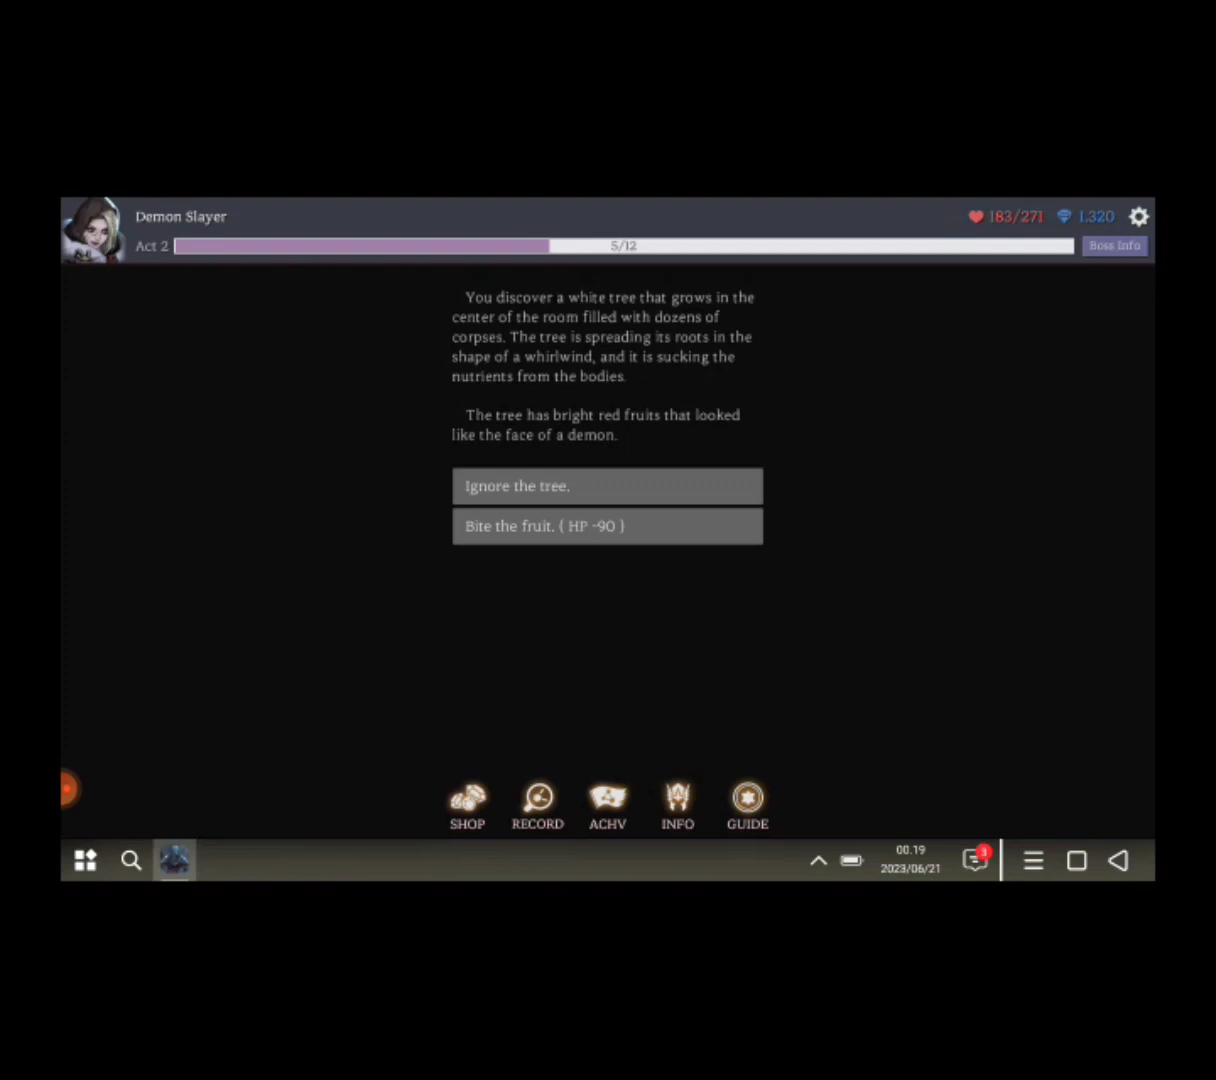 Demon Slayer
183/271
1,320
Act 2
5/12
Boss Info
You discover a white tree that grows in the
center of the room filled with dozens of
corpses. The tree is spreading its roots in the
shape of a whirlwind, and it is sucking the
nutrients from the bodies.
The tree has bright red fruits that looked
like the face of a demon.
Ignore the tree.
Bite the fruit. ( HP -90 )
SHOP
RECORD
ACHV
INFO
GUIDE
00.19
2023/06/21
3